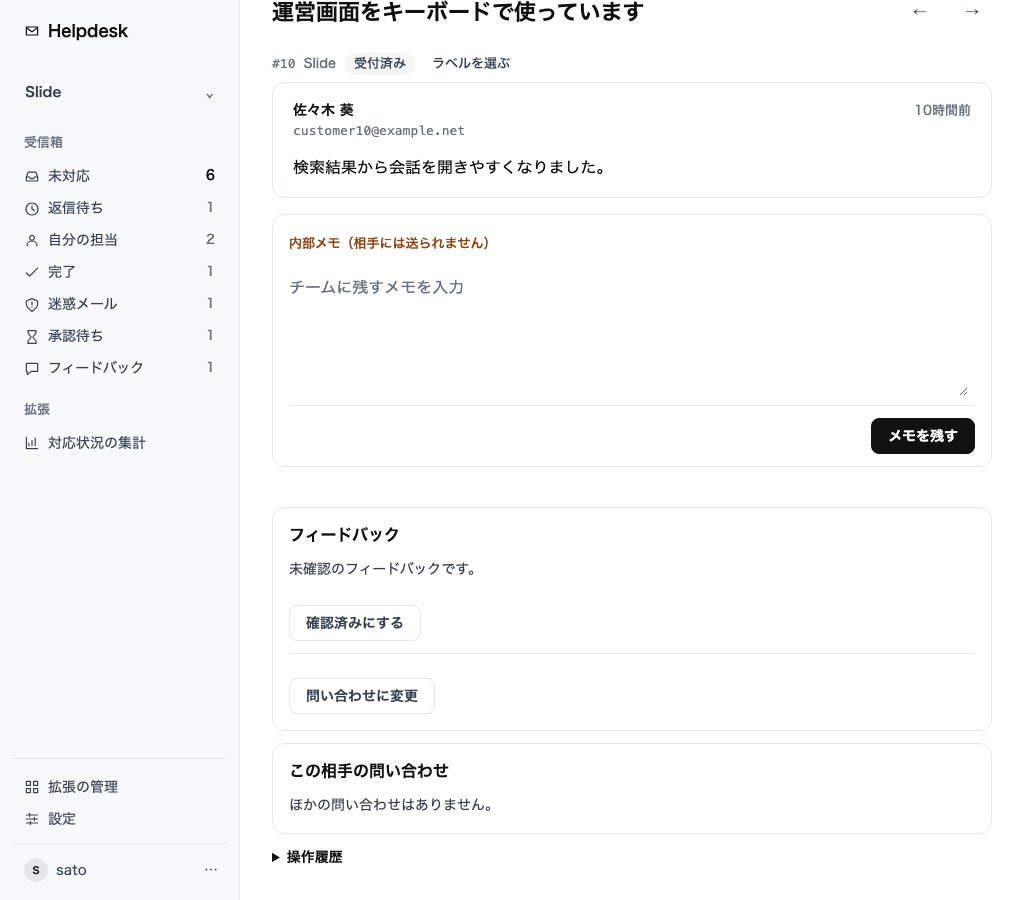 Helpdesk
Slide
受信箱
未対応 6
返信待ち 1
自分の担当 2
完了 1
迷惑メール 1
承認待ち 1
フィードバック 1
拡張
対応状況の集計
拡張の管理
設定
S sato ...
運営画面をキーボードで使っています ← →
#10 Slide 受付済み ラベルを選ぶ
佐々木 葵 10時間前
customer10@example.net
検索結果から会話を開きやすくなりました。
内部メモ（相手には送られません）
チームに残すメモを入力
メモを残す
フィードバック
未確認のフィードバックです。
確認済みにする
問い合わせに変更
この相手の問い合わせ
ほかの問い合わせはありません。
▶ 操作履歴